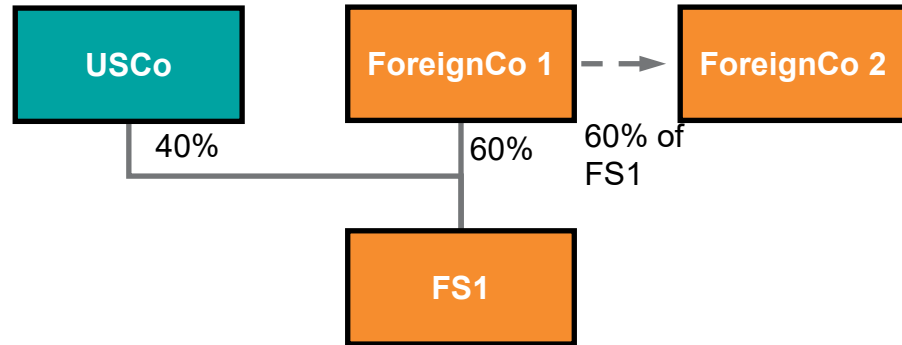 USCo
ForeignCo 1
ForeignCo 2
40%
60%
60% of
FS1
FS1